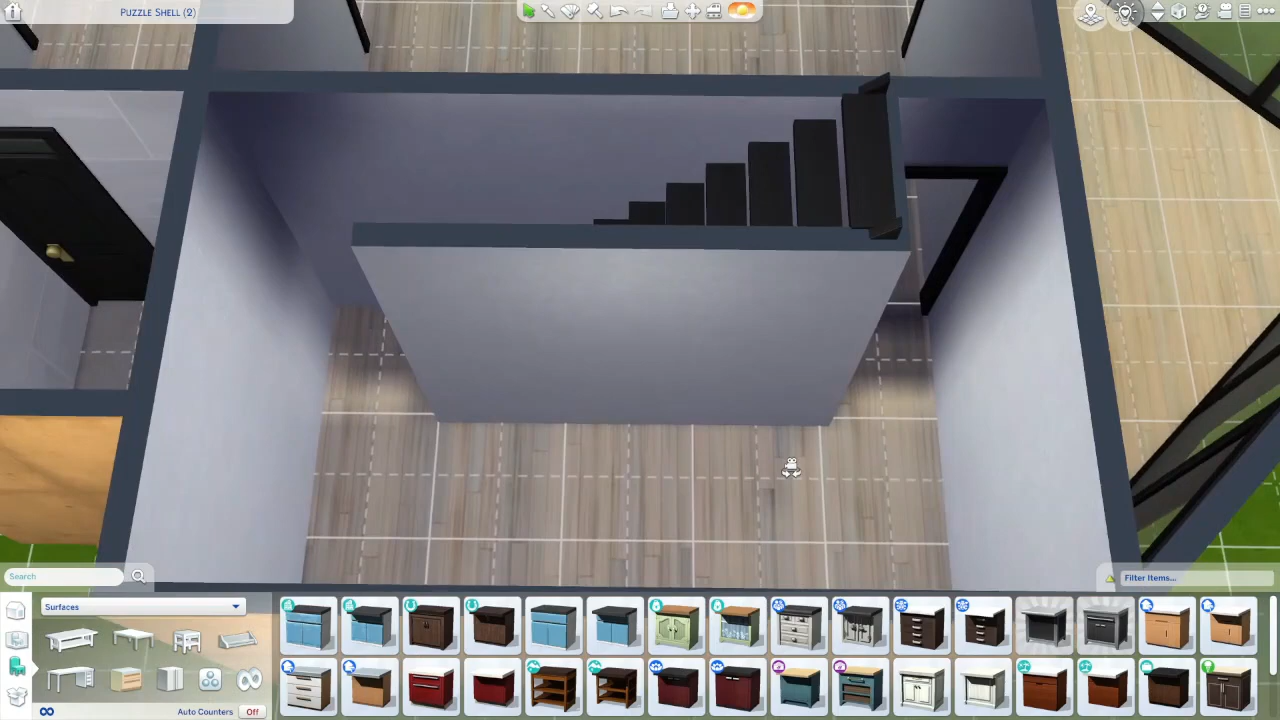 PUZZLE SHELL (2)
Search
Filter Items...
Surfaces
Auto Counters Off